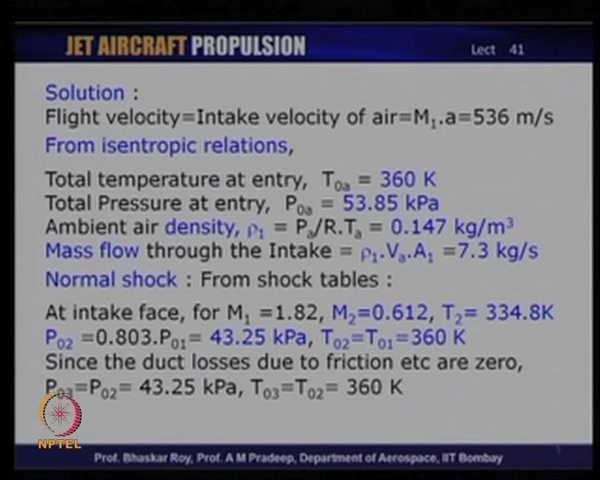 JET AIRCRAFT PROPULSION Lect 41
Solution :
Flight velocity=Intake velocity of air=M₁.a=536 m/s
From isentropic relations,
Total temperature at entry, T₀ₐ = 360 K
Total Pressure at entry, P₀ₐ = 53.85 kPa
Ambient air density, ρ₁ = Pₐ/R.Tₐ = 0.147 kg/m³
Mass flow through the Intake = ρ₁.Vₐ.A₁ =7.3 kg/s
Normal shock : From shock tables :
At intake face, for M₁ =1.82, M₂=0.612, T₂= 334.8K
P₀₂ =0.803.P₀₁= 43.25 kPa, T₀₂=T₀₁=360 K
Since the duct losses due to friction etc are zero,
P₀₃=P₀₂= 43.25 kPa, T₀₃=T₀₂= 360 K
NPTEL
Prof. Bhaskar Roy, Prof. A M Pradeep, Department of Aerospace, IIT Bombay